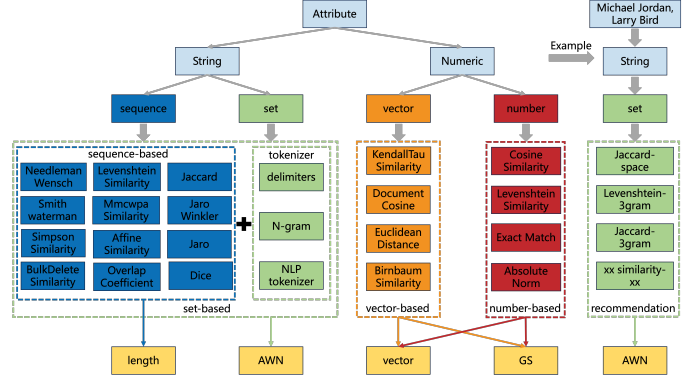 Attribute
Michael Jordan,
Larry Bird
Example
String
Numeric
String
sequence
set
vector
number
set
sequence-based
tokenizer
Needleman
Wensch
Levenshtein
Similarity
Jaccard
Smith
waterman
Mmcwpa
Similarity
Jaro
Winkler
Simpson
Similarity
Affine
Similarity
Jaro
BulkDelete
Similarity
Overlap
Coefficient
Dice
delimiters
N-gram
NLP
tokenizer
set-based
KendallTau
Similarity
Document
Cosine
Euclidean
Distance
Birnbaum
Similarity
vector-based
Cosine
Similarity
Levenshtein
Similarity
Exact Match
Absolute
Norm
number-based
Jaccard-
space
Levenshtein-
3gram
Jaccard-
3gram
xx similarity-
xx
recommendation
length
AWN
vector
GS
AWN